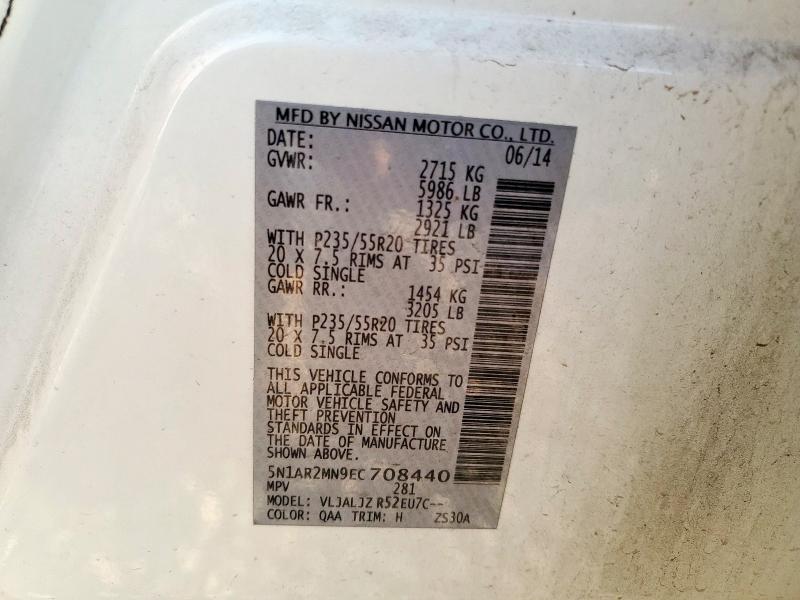 MFD BY NISSAN MOTOR CO., LTD.
DATE: 06/14
GVWR: 2715 KG
5986 LB
GAWR FR.: 1325 KG
2921 LB
WITH P235/55R20 TIRES
20 X 7.5 RIMS AT 35 PSI
COLD SINGLE
GAWR RR.: 1454 KG
3205 LB
WITH P235/55R20 TIRES
20 X 7.5 RIMS AT 35 PSI
COLD SINGLE
THIS VEHICLE CONFORMS TO
ALL APPLICABLE FEDERAL
MOTOR VEHICLE SAFETY AND
THEFT PREVENTION
STANDARDS IN EFFECT ON
THE DATE OF MANUFACTURE
SHOWN ABOVE.
5N1AR2MN9EC708440
MPV 281
MODEL: VLJALJZ R52EU7C--
COLOR: QAA TRIM: H ZS30A